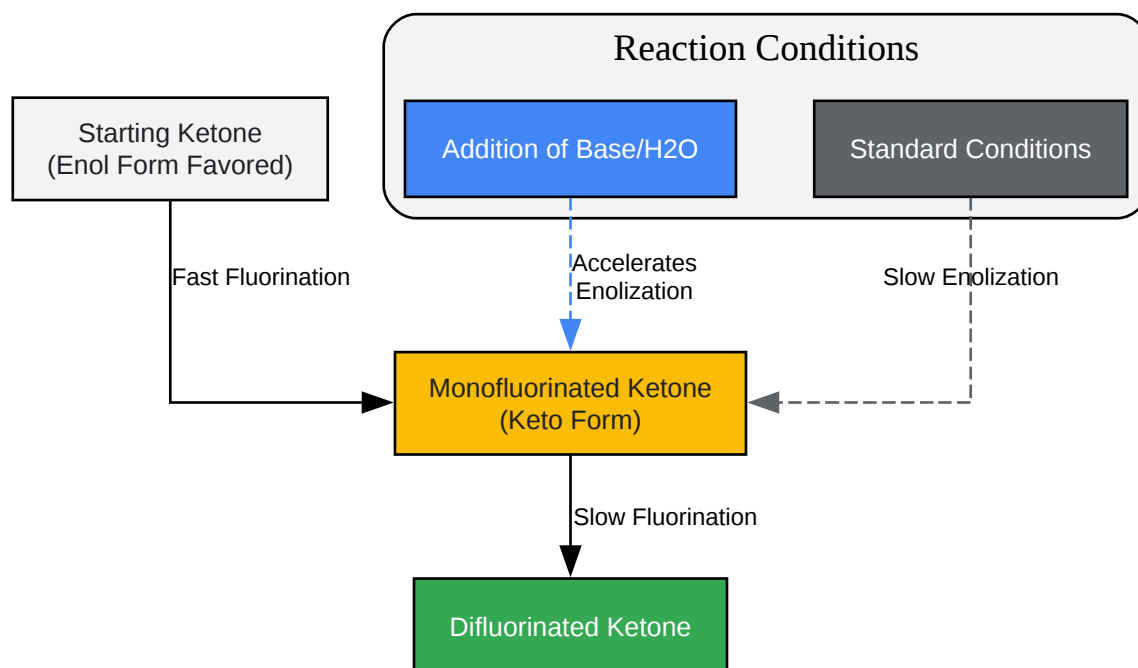 Reaction Conditions
Starting Ketone
(Enol Form Favored)
Addition of Base/H2O
Standard Conditions
Fast Fluorination
Accelerates
Enolization
Slow Enolization
Monofluorinated Ketone
(Keto Form)
Slow Fluorination
Difluorinated Ketone